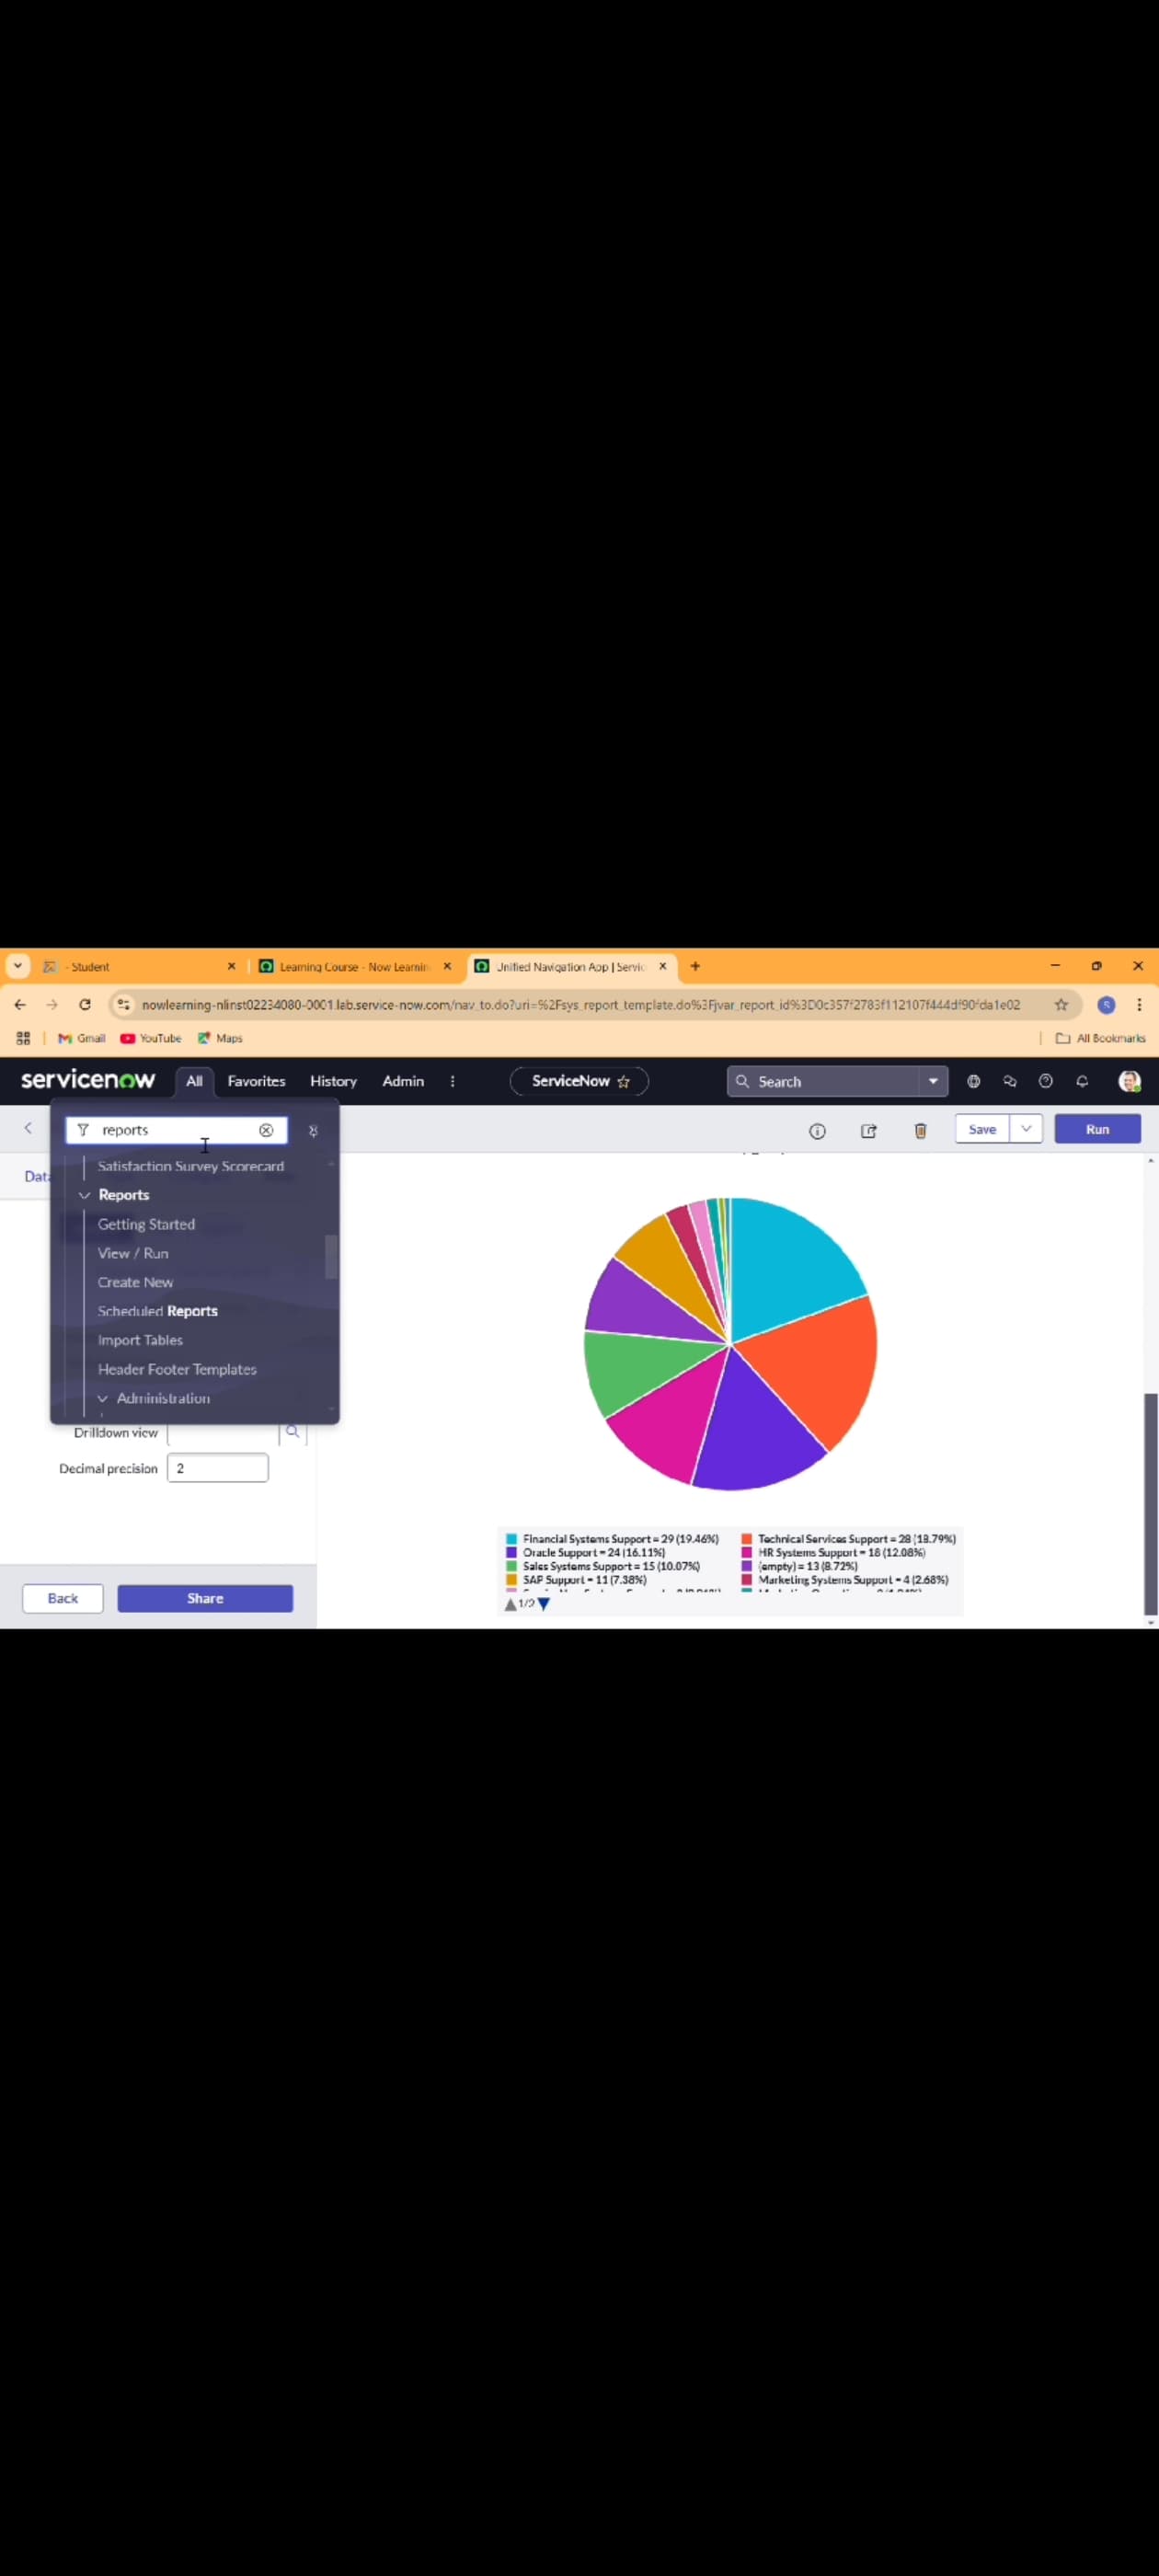 - Student
Learning Course - Now Learnin
Unified Navigation App | Servic
nowlearning-nlinst02234080-0001.lab.service-now.com/nav_to.do?uri=%2Fsys_report_template.do%3Fjvar_report_id%3D0c357f2783f112107f444df90fda1e02
S
Gmail
YouTube
Maps
All Bookmarks
servicenow
All
Favorites
History
Admin
ServiceNow
Search
reports
Save
Run
Data
Satisfaction Survey Scorecard
Reports
Getting Started
View / Run
Create New
Scheduled Reports
Import Tables
Header Footer Templates
Administration
Drilldown view
Decimal precision
2
Back
Share
Financial Systems Support = 29 (19.46%)
Technical Services Support = 28 (18.79%)
Oracle Support = 24 (16.11%)
HR Systems Support = 18 (12.08%)
Sales Systems Support = 15 (10.07%)
(empty) = 13 (8.72%)
SAP Support = 11 (7.38%)
Marketing Systems Support = 4 (2.68%)
1/2